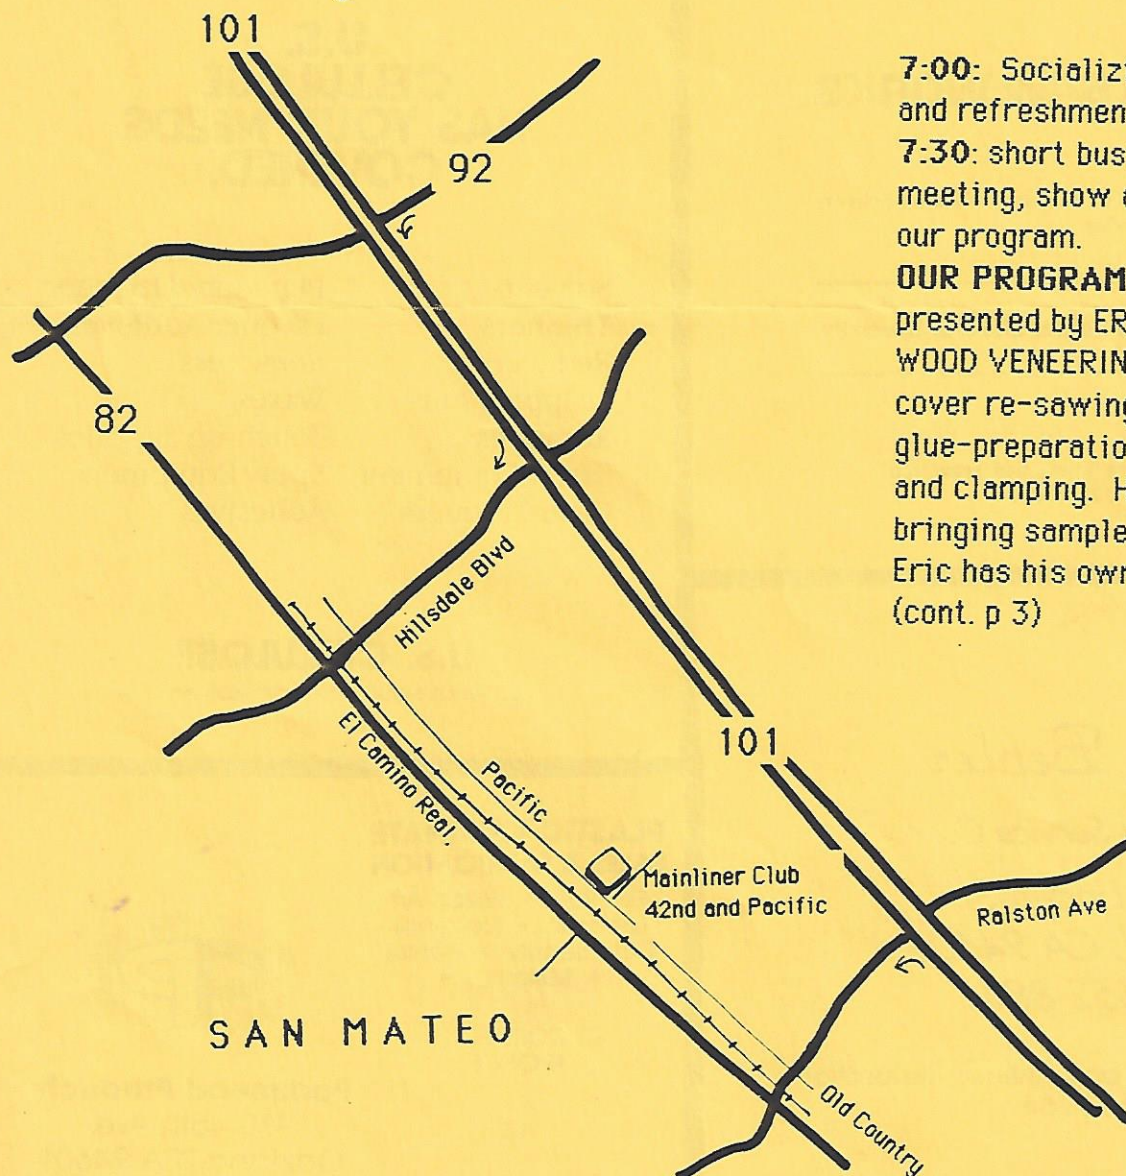 101
7:00: Socializ
and refreshmen
7:30: short bus
meeting, show a
our program.
OUR PROGRAM
presented by ER
WOOD VENEERIN
cover re-sawing
glue-preparatio
and clamping. H
bringing sample
Eric has his own
(cont. p 3)
92
82
Hillsdale Blvd
El Camino Real.
Pacific
101
Mainliner Club
42nd and Pacific
Ralston Ave
SAN MATEO
Old Country